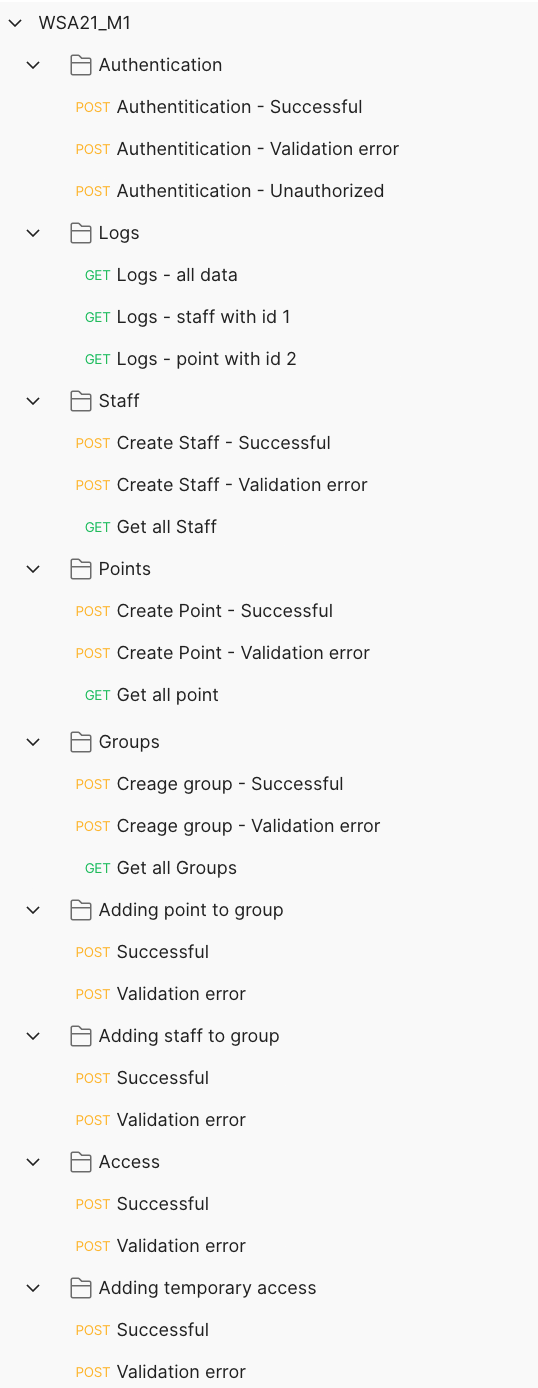 WSA21_M1
Authentication
POST Authentitication - Successful
POST Authentitication - Validation error
POST Authentitication - Unauthorized
Logs
GET Logs - all data
GET Logs - staff with id 1
GET Logs - point with id 2
Staff
POST Create Staff - Successful
POST Create Staff - Validation error
GET Get all Staff
Points
POST Create Point - Successful
POST Create Point - Validation error
GET Get all point
Groups
POST Creage group - Successful
POST Creage group - Validation error
GET Get all Groups
Adding point to group
POST Successful
POST Validation error
Adding staff to group
POST Successful
POST Validation error
Access
POST Successful
POST Validation error
Adding temporary access
POST Successful
POST Validation error